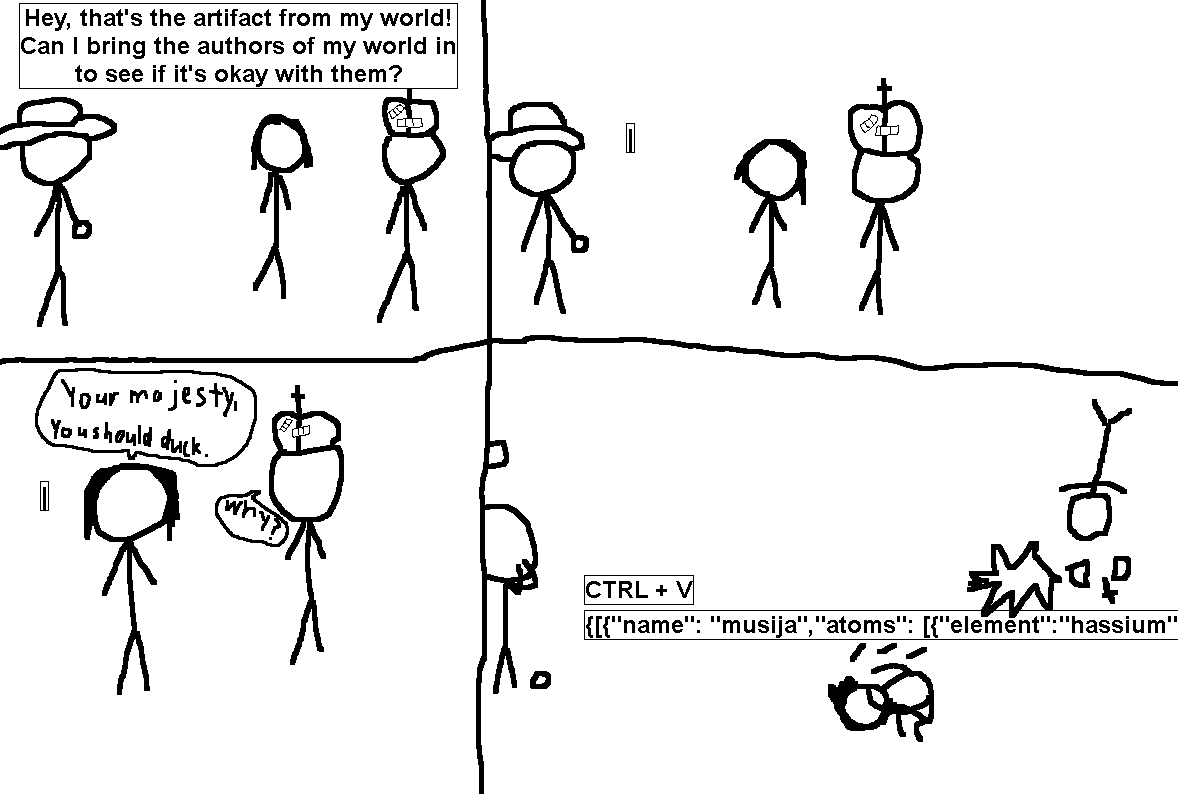 Hey, that's the artifact from my world!
Can I bring the authors of my world in
to see if it's okay with them?
Your majesty,
You should duck.
Why?
CTRL + V
{[{"name": "musija","atoms": [{"element":"hassium"